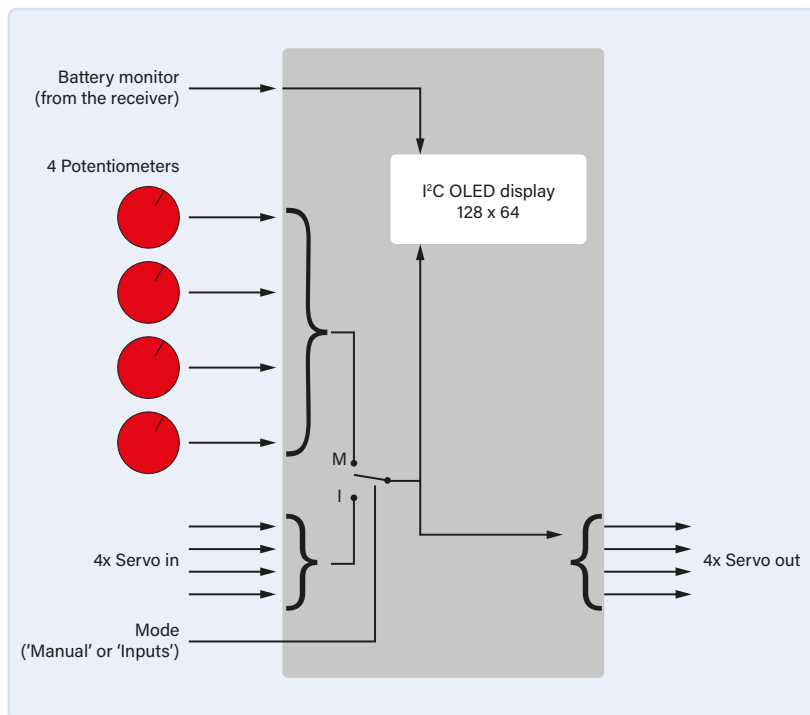 Battery monitor
(from the receiver)
4 Potentiometers
I²C OLED display
128 x 64
M
I
4x Servo in
4x Servo out
Mode
('Manual' or 'Inputs')